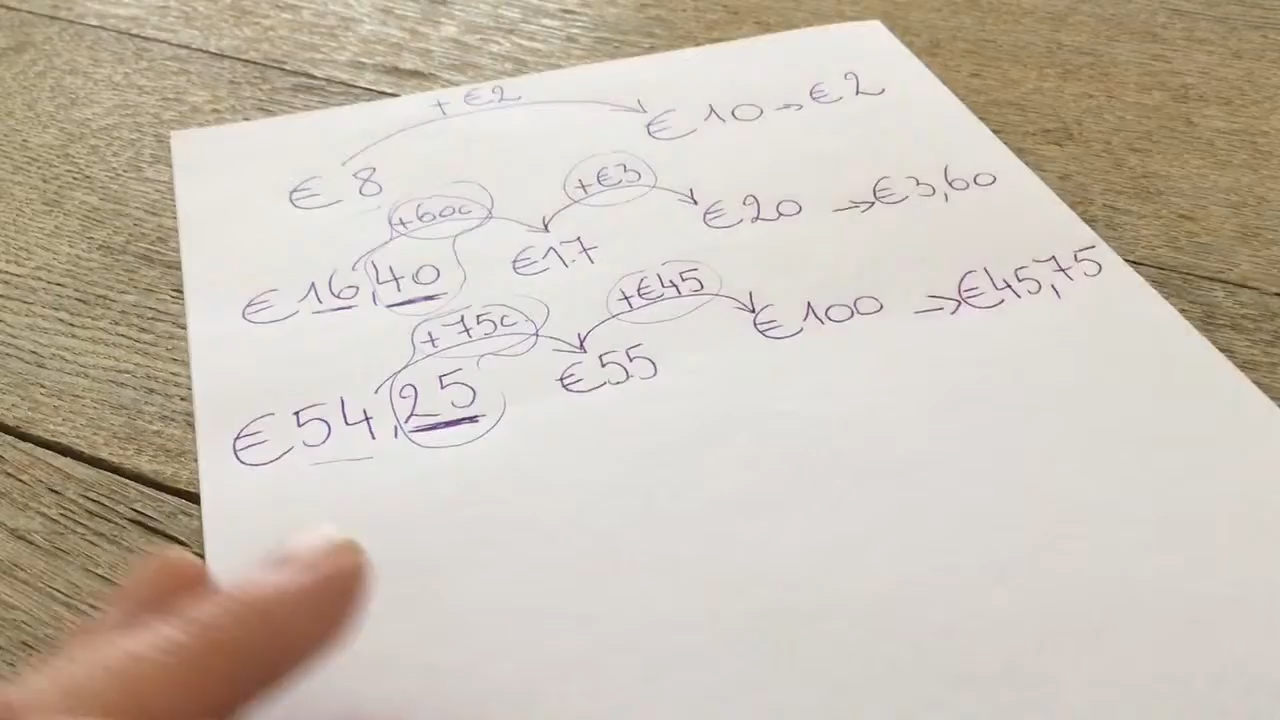 + €2
€8 €10 → €2
+60c +€3
€16,40 €17 €20 → €3,60
+75c. +€45
€54,25 €55 €100 → €45,75